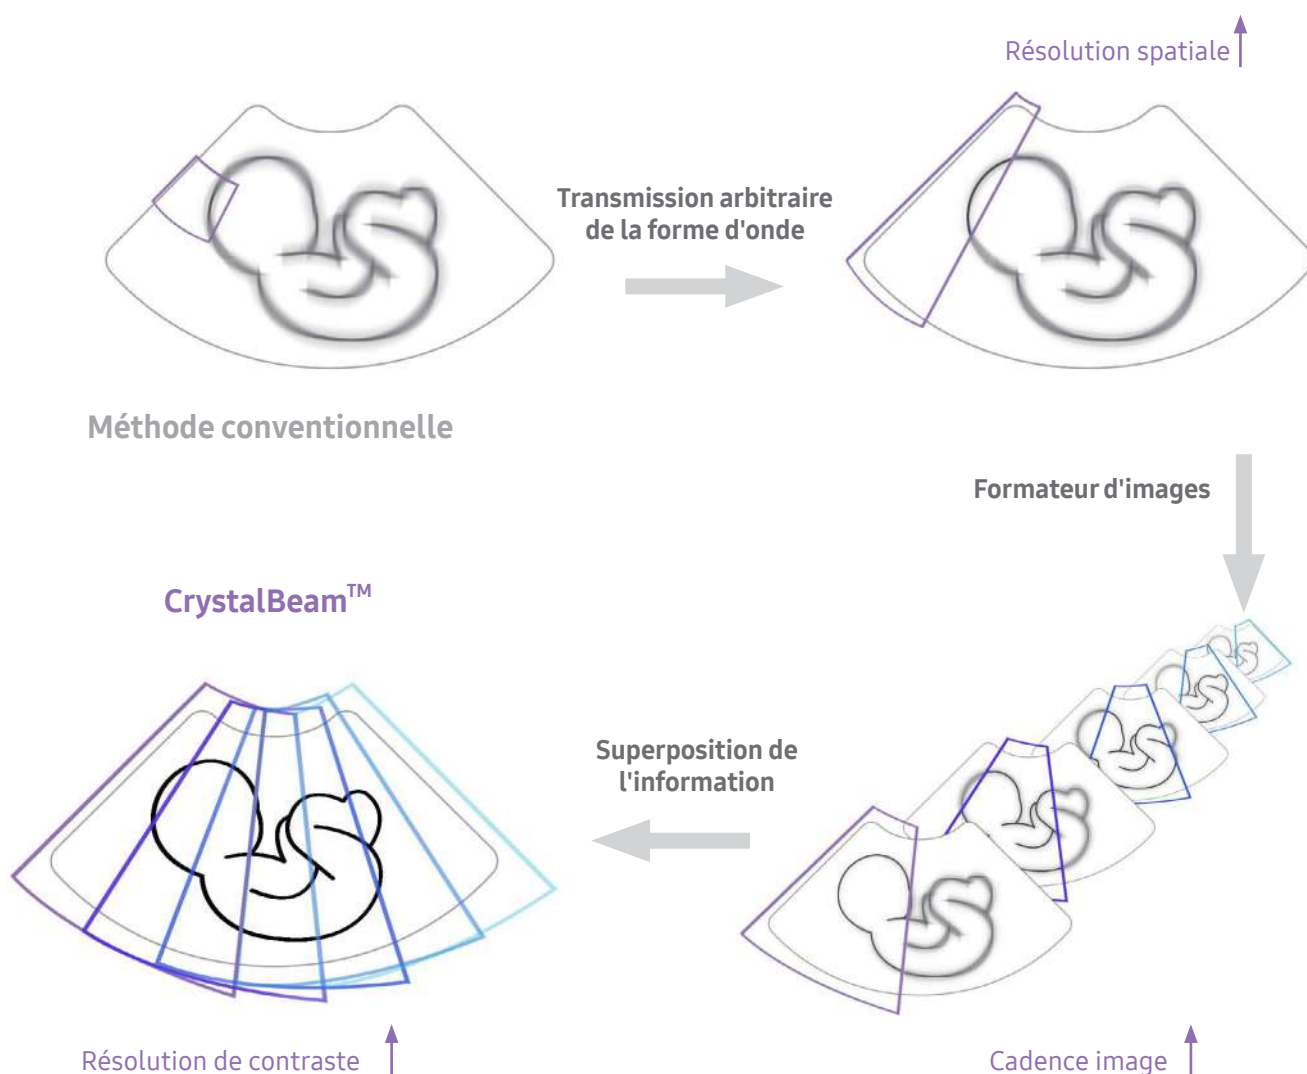 Résolution spatiale
Transmission arbitraire
de la forme d'onde
Méthode conventionnelle
Formateur d'images
CrystalBeam™
Superposition de
l'information
Résolution de contraste
Cadence image